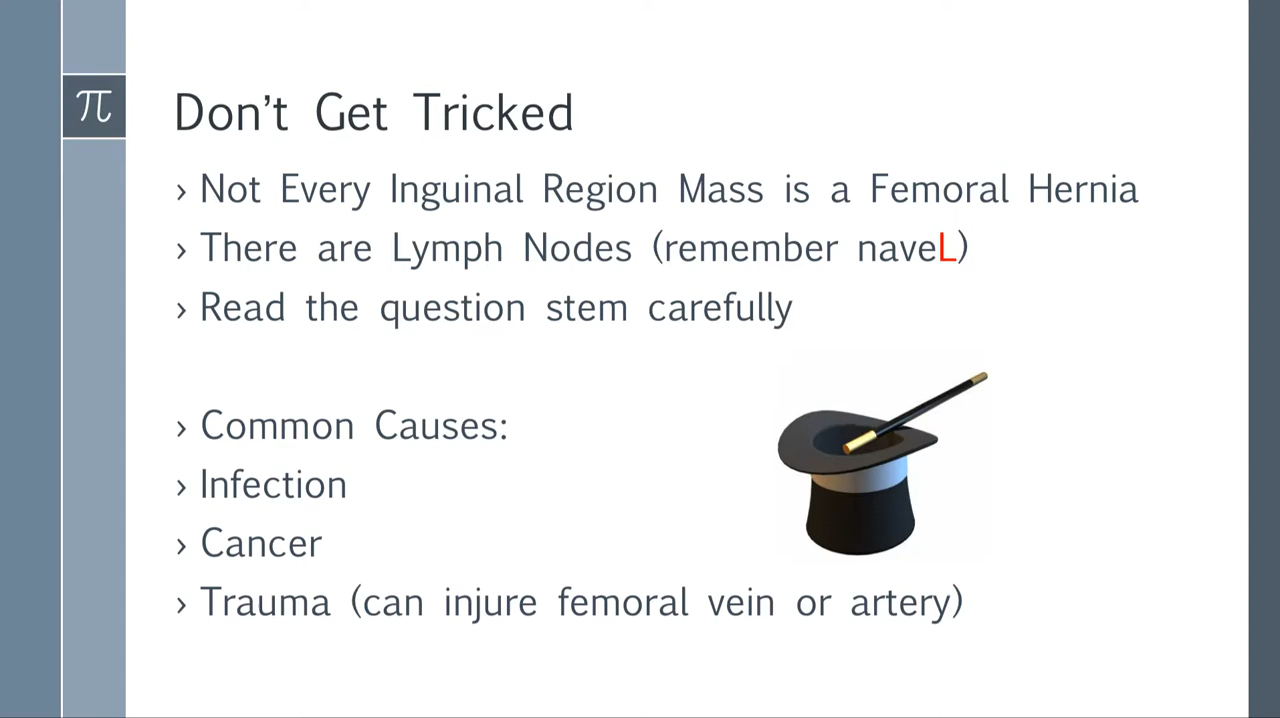 π
Don't Get Tricked
› Not Every Inguinal Region Mass is a Femoral Hernia
› There are Lymph Nodes (remember naveL)
› Read the question stem carefully
› Common Causes:
› Infection
› Cancer
› Trauma (can injure femoral vein or artery)